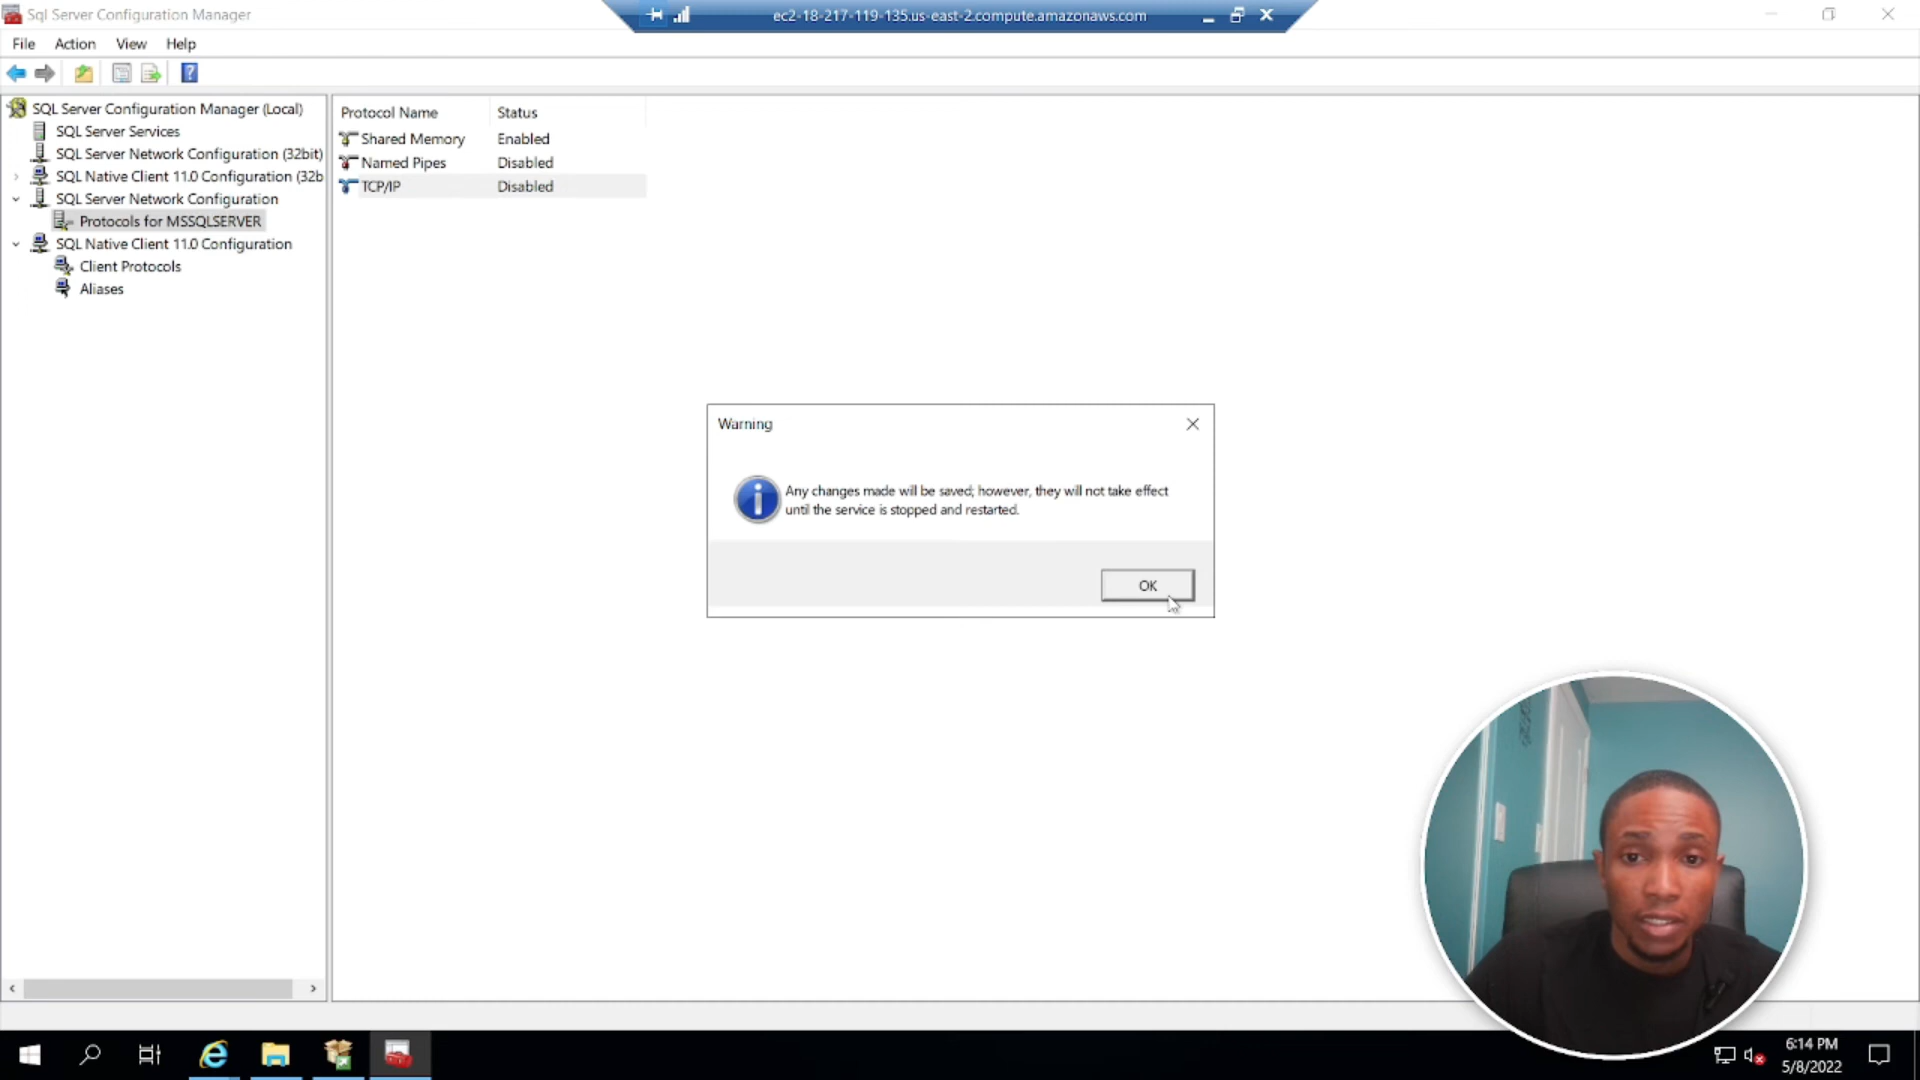 Sql Server Configuration Manager
ec2-18-217-119-135.us-east-2.compute.amazonaws.com
File Action View Help
SQL Server Configuration Manager (Local)
SQL Server Services
SQL Server Network Configuration (32bit)
SQL Native Client 11.0 Configuration (32b
SQL Server Network Configuration
Protocols for MSSQLSERVER
SQL Native Client 11.0 Configuration
Client Protocols
Aliases
Protocol Name Status
Shared Memory Enabled
Named Pipes Disabled
TCP/IP Disabled
Warning
Any changes made will be saved; however, they will not take effect
until the service is stopped and restarted.
OK
6:14 PM
5/8/2022